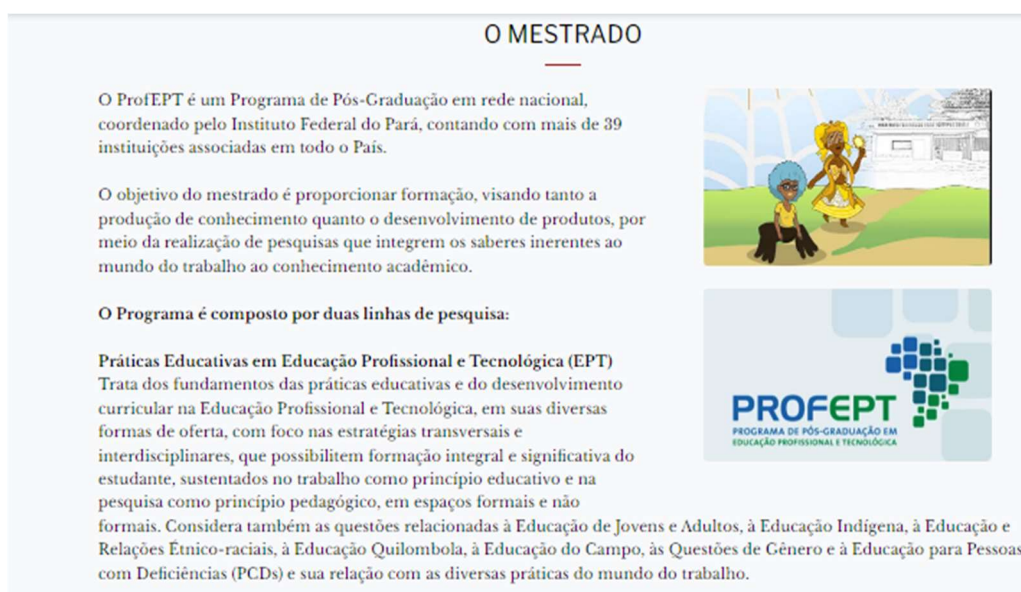 O MESTRADO
O ProfEPT é um Programa de Pós-Graduação em rede nacional,
coordenado pelo Instituto Federal do Pará, contando com mais de 39
instituições associadas em todo o País.
O objetivo do mestrado é proporcionar formação, visando tanto a
produção de conhecimento quanto o desenvolvimento de produtos, por
meio da realização de pesquisas que integrem os saberes inerentes ao
mundo do trabalho ao conhecimento acadêmico.
O Programa é composto por duas linhas de pesquisa:
Práticas Educativas em Educação Profissional e Tecnológica (EPT)
Trata dos fundamentos das práticas educativas e do desenvolvimento
curricular na Educação Profissional e Tecnológica, em suas diversas
formas de oferta, com foco nas estratégias transversais e
interdisciplinares, que possibilitem formação integral e significativa do
estudante, sustentados no trabalho como princípio educativo e na
pesquisa como princípio pedagógico, em espaços formais e não
formais. Considera também as questões relacionadas à Educação de Jovens e Adultos, à Educação Indígena, à Educação e
Relações Étnico-raciais, à Educação Quilombola, à Educação do Campo, às Questões de Gênero e à Educação para Pessoas
com Deficiências (PCDs) e sua relação com as diversas práticas do mundo do trabalho.
PROFEPT
PROGRAMA DE PÓS-GRADUAÇÃO EM
EDUCAÇÃO PROFISSIONAL E TECNOLÓGICA